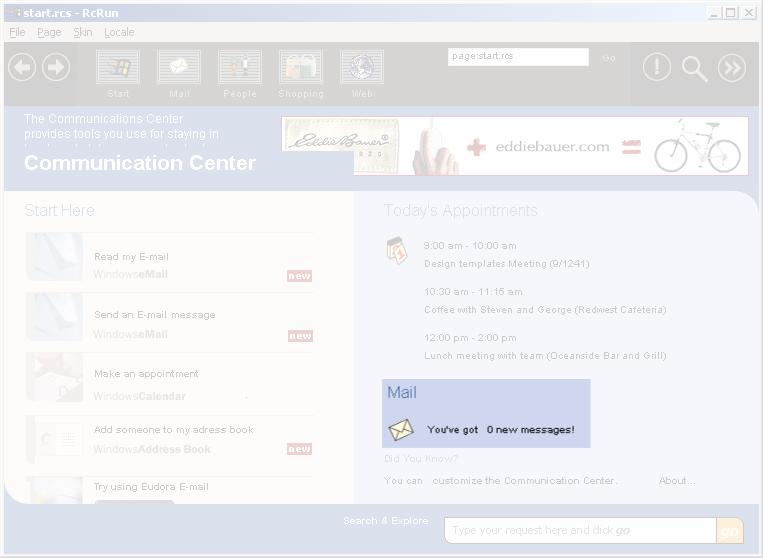 start.rcs - RcRun
File Page Skin Locale
page:start.rcs Go
Start Mail People Shopping Web
The Communications Center
provides tools you use for staying in
Communication Center
Eddie Bauer
eddiebauer.com
Start Here
Read my E-mail
WindowseMail new
Send an E-mail message
WindowseMail new
Make an appointment
WindowsCalendar
Add someone to my adress book
WindowsAddress Book new
Try using Eudora E-mail
Today's Appointments
9:00 am - 10:00 am
Design templates Meeting (9/1241)
10:30 am - 11:15 am
Coffee with Steven and George (Redwest Cafeteria)
12:00 pm - 2:00 pm
Lunch meeting with team (Oceanside Bar and Grill)
Mail
You've got 0 new messages!
Did You Know?
You can customize the Communication Center. About...
Search & Explore
Type your request here and click go
go